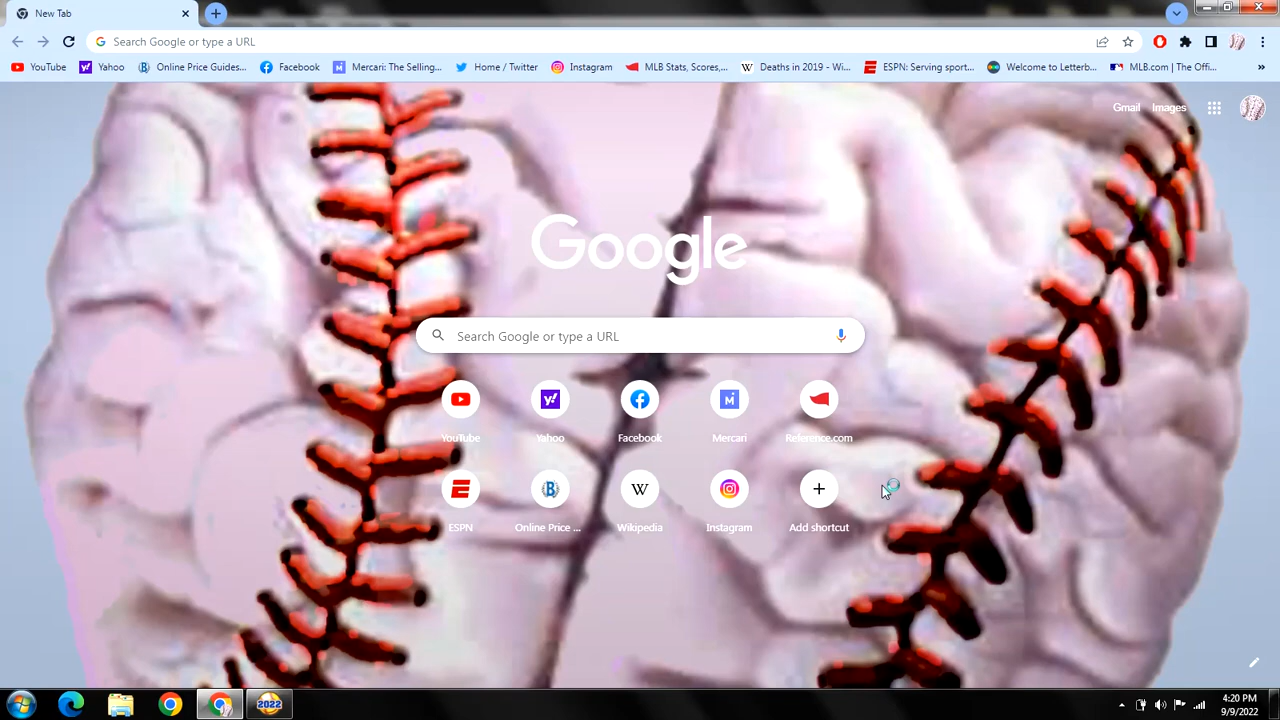 New Tab
Search Google or type a URL
YouTube Yahoo Online Price Guides... Facebook Mercari: The Selling... Home / Twitter Instagram MLB Stats, Scores,... Death in 2019 - Wi... ESPN: Serving sport... Welcome to Letterb... MLB.com | The Offi... »
Gmail Images
Google
Search Google or type a URL
YouTube Yahoo Facebook Mercari Reference.com
ESPN Online Price ... Wikipedia Instagram Add shortcut
2022
4:20 PM
9/9/2022